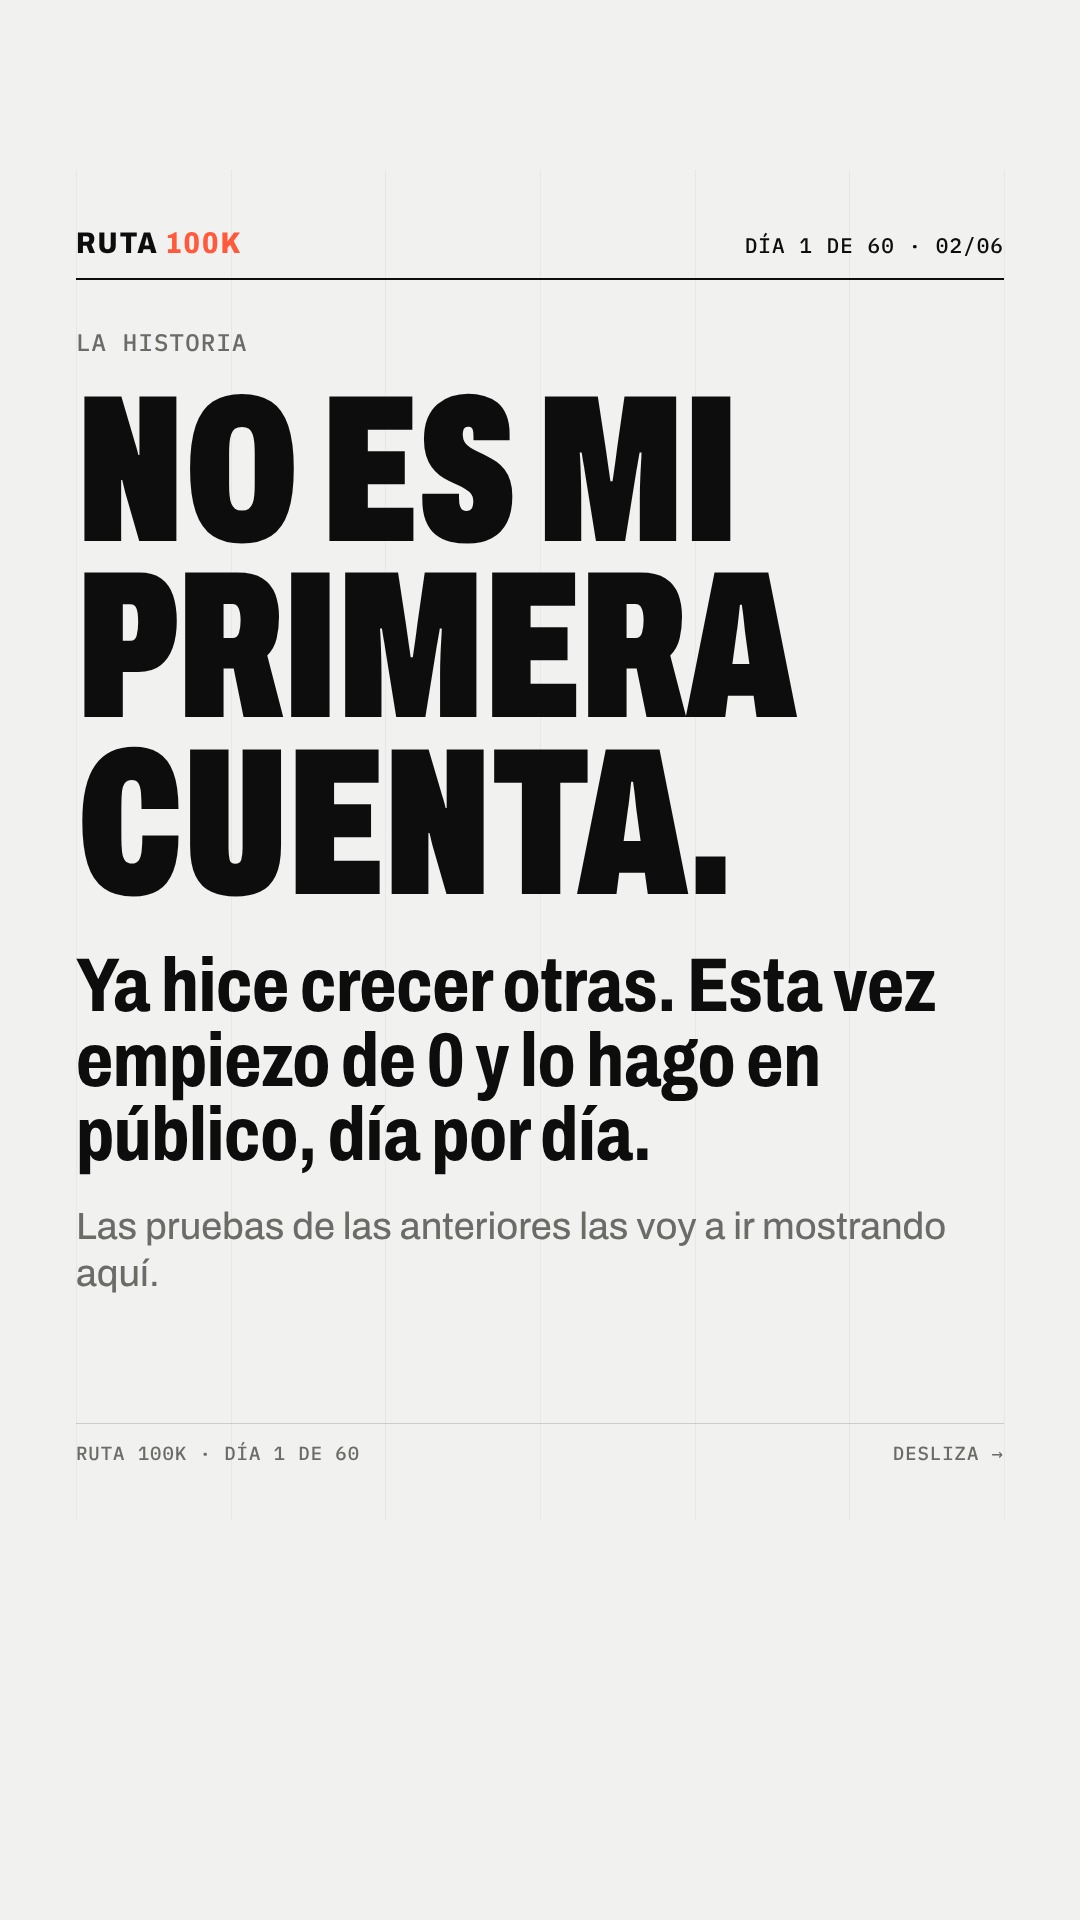 RUTA 100K
DÍA 1 DE 60 · 02/06
LA HISTORIA
NO ES MI
PRIMERA
CUENTA.
Ya hice crecer otras. Esta vez
empiezo de 0 y lo hago en
público, día por día.
Las pruebas de las anteriores las voy a ir mostrando
aquí.
RUTA 100K · DÍA 1 DE 60
DESLIZA →